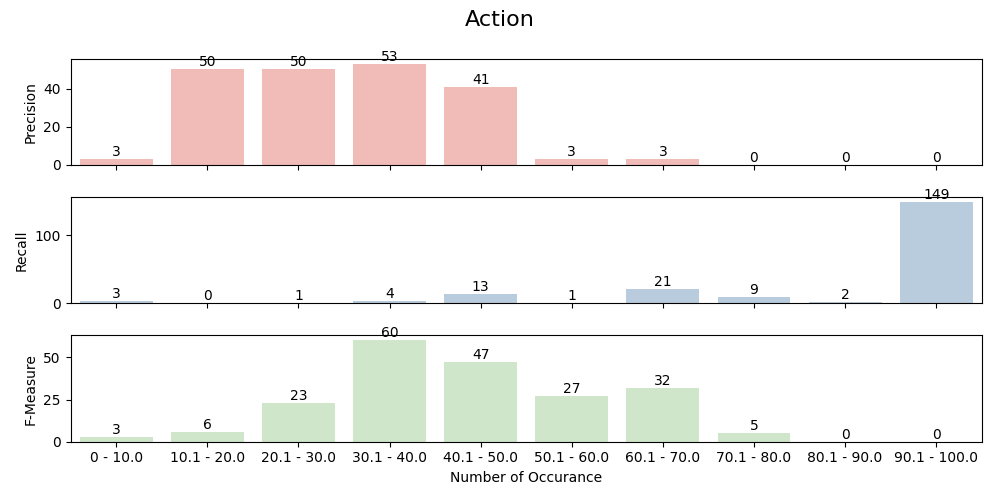 Action
Precision
40
20
0
3
50
50
53
41
3
3
0
0
0
Recall
100
0
3
0
1
4
13
1
21
9
2
149
F-Measure
50
25
0
3
6
23
60
47
27
32
5
0
0
0 - 10.0
10.1 - 20.0
20.1 - 30.0
30.1 - 40.0
40.1 - 50.0
50.1 - 60.0
60.1 - 70.0
70.1 - 80.0
80.1 - 90.0
90.1 - 100.0
Number of Occurance